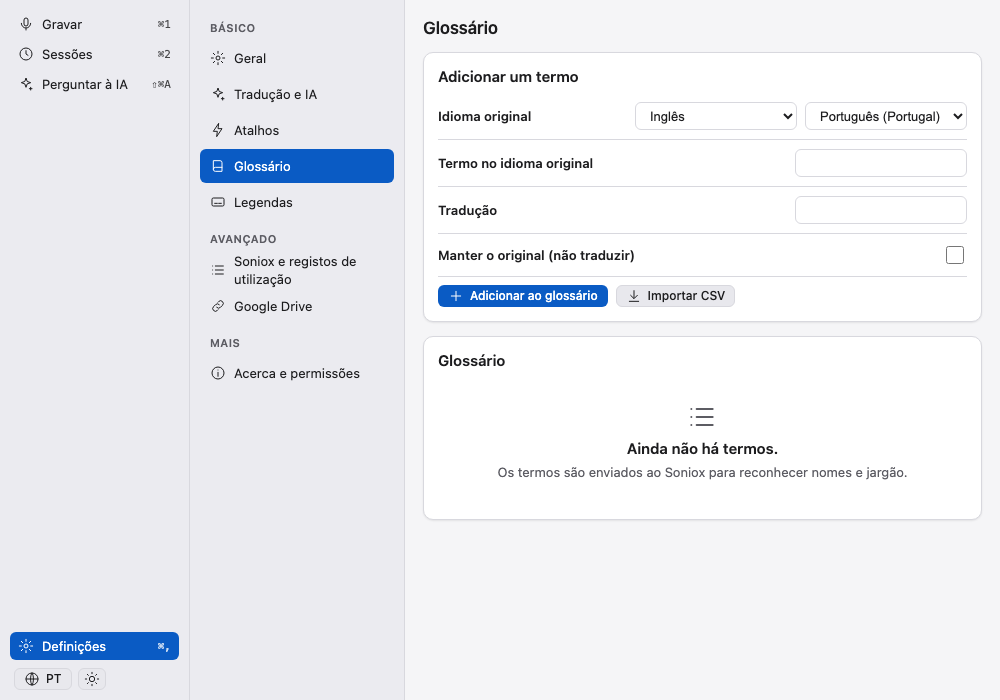 Gravar ⌘1
Sessões ⌘2
Perguntar à IA ⇧⌘A
Definições ⌘,
PT
BÁSICO
Geral
Tradução e IA
Atalhos
Glossário
Legendas
AVANÇADO
Soniox e registos de
utilização
Google Drive
MAIS
Acerca e permissões
Glossário
Adicionar um termo
Idioma original Inglês Português (Portugal)
Termo no idioma original
Tradução
Manter o original (não traduzir)
Adicionar ao glossário Importar CSV
Glossário
Ainda não há termos.
Os termos são enviados ao Soniox para reconhecer nomes e jargão.